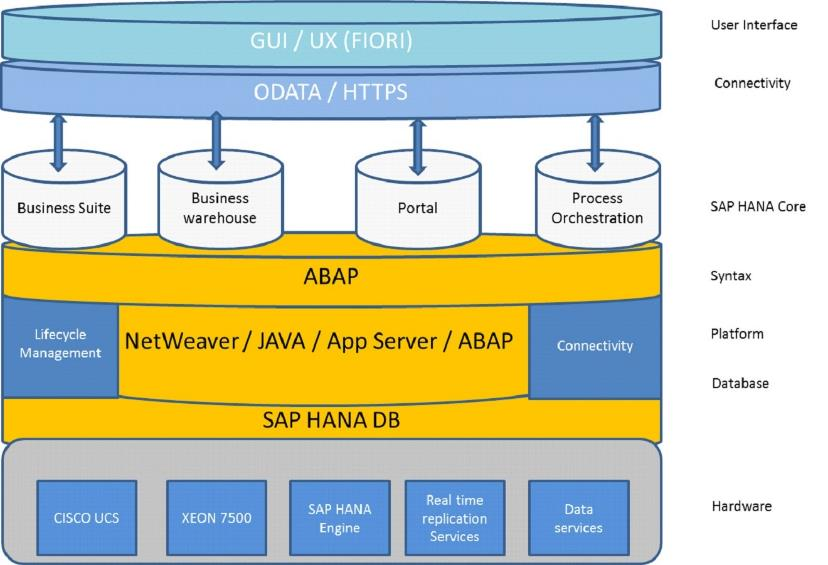 GUI / UX (FIORI)
User Interface
ODATA / HTTPS
Connectivity
Business Suite
Business
warehouse
Portal
Process
Orchestration
SAP HANA Core
ABAP
Syntax
Lifecycle
Management
NetWeaver / JAVA / App Server / ABAP
Connectivity
Platform
Database
SAP HANA DB
CISCO UCS
XEON 7500
SAP HANA
Engine
Real time
replication
Services
Data
services
Hardware